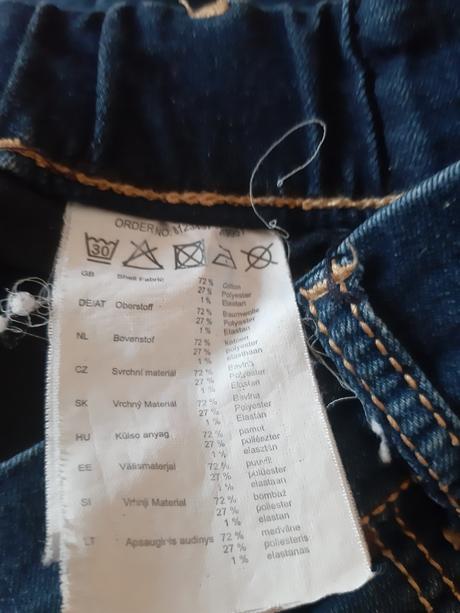 ORDER NO.
30
GB Shell Fabric 72 % Cotton
27 % Polyester
1 % Elastan
DE/AT Oberstoff 72 % Baumwolle
27 % Polyester
1 % Elastan
NL Bovenstof 72 % katoen
27 % polyester
1 % elasthaan
CZ Svrchní materiál 72 % Bavlna
27 % Polyester
1 % Elastan
SK Vrchný Materiál 72 % Bavlna
27 % Polyester
1 % Elastán
HU Külso anyag 72 % pamut
27 % poliészter
1 % elasztán
EE Välismaterjal 72 % puuvill
27 % polüester
1 % elastaan
SI Vrhnji Material 72 % bombaž
27 % poliester
1 % elastan
LT Apsauginis audinys 72 % medvilnė
27 % poliesteris
1 % elastanas